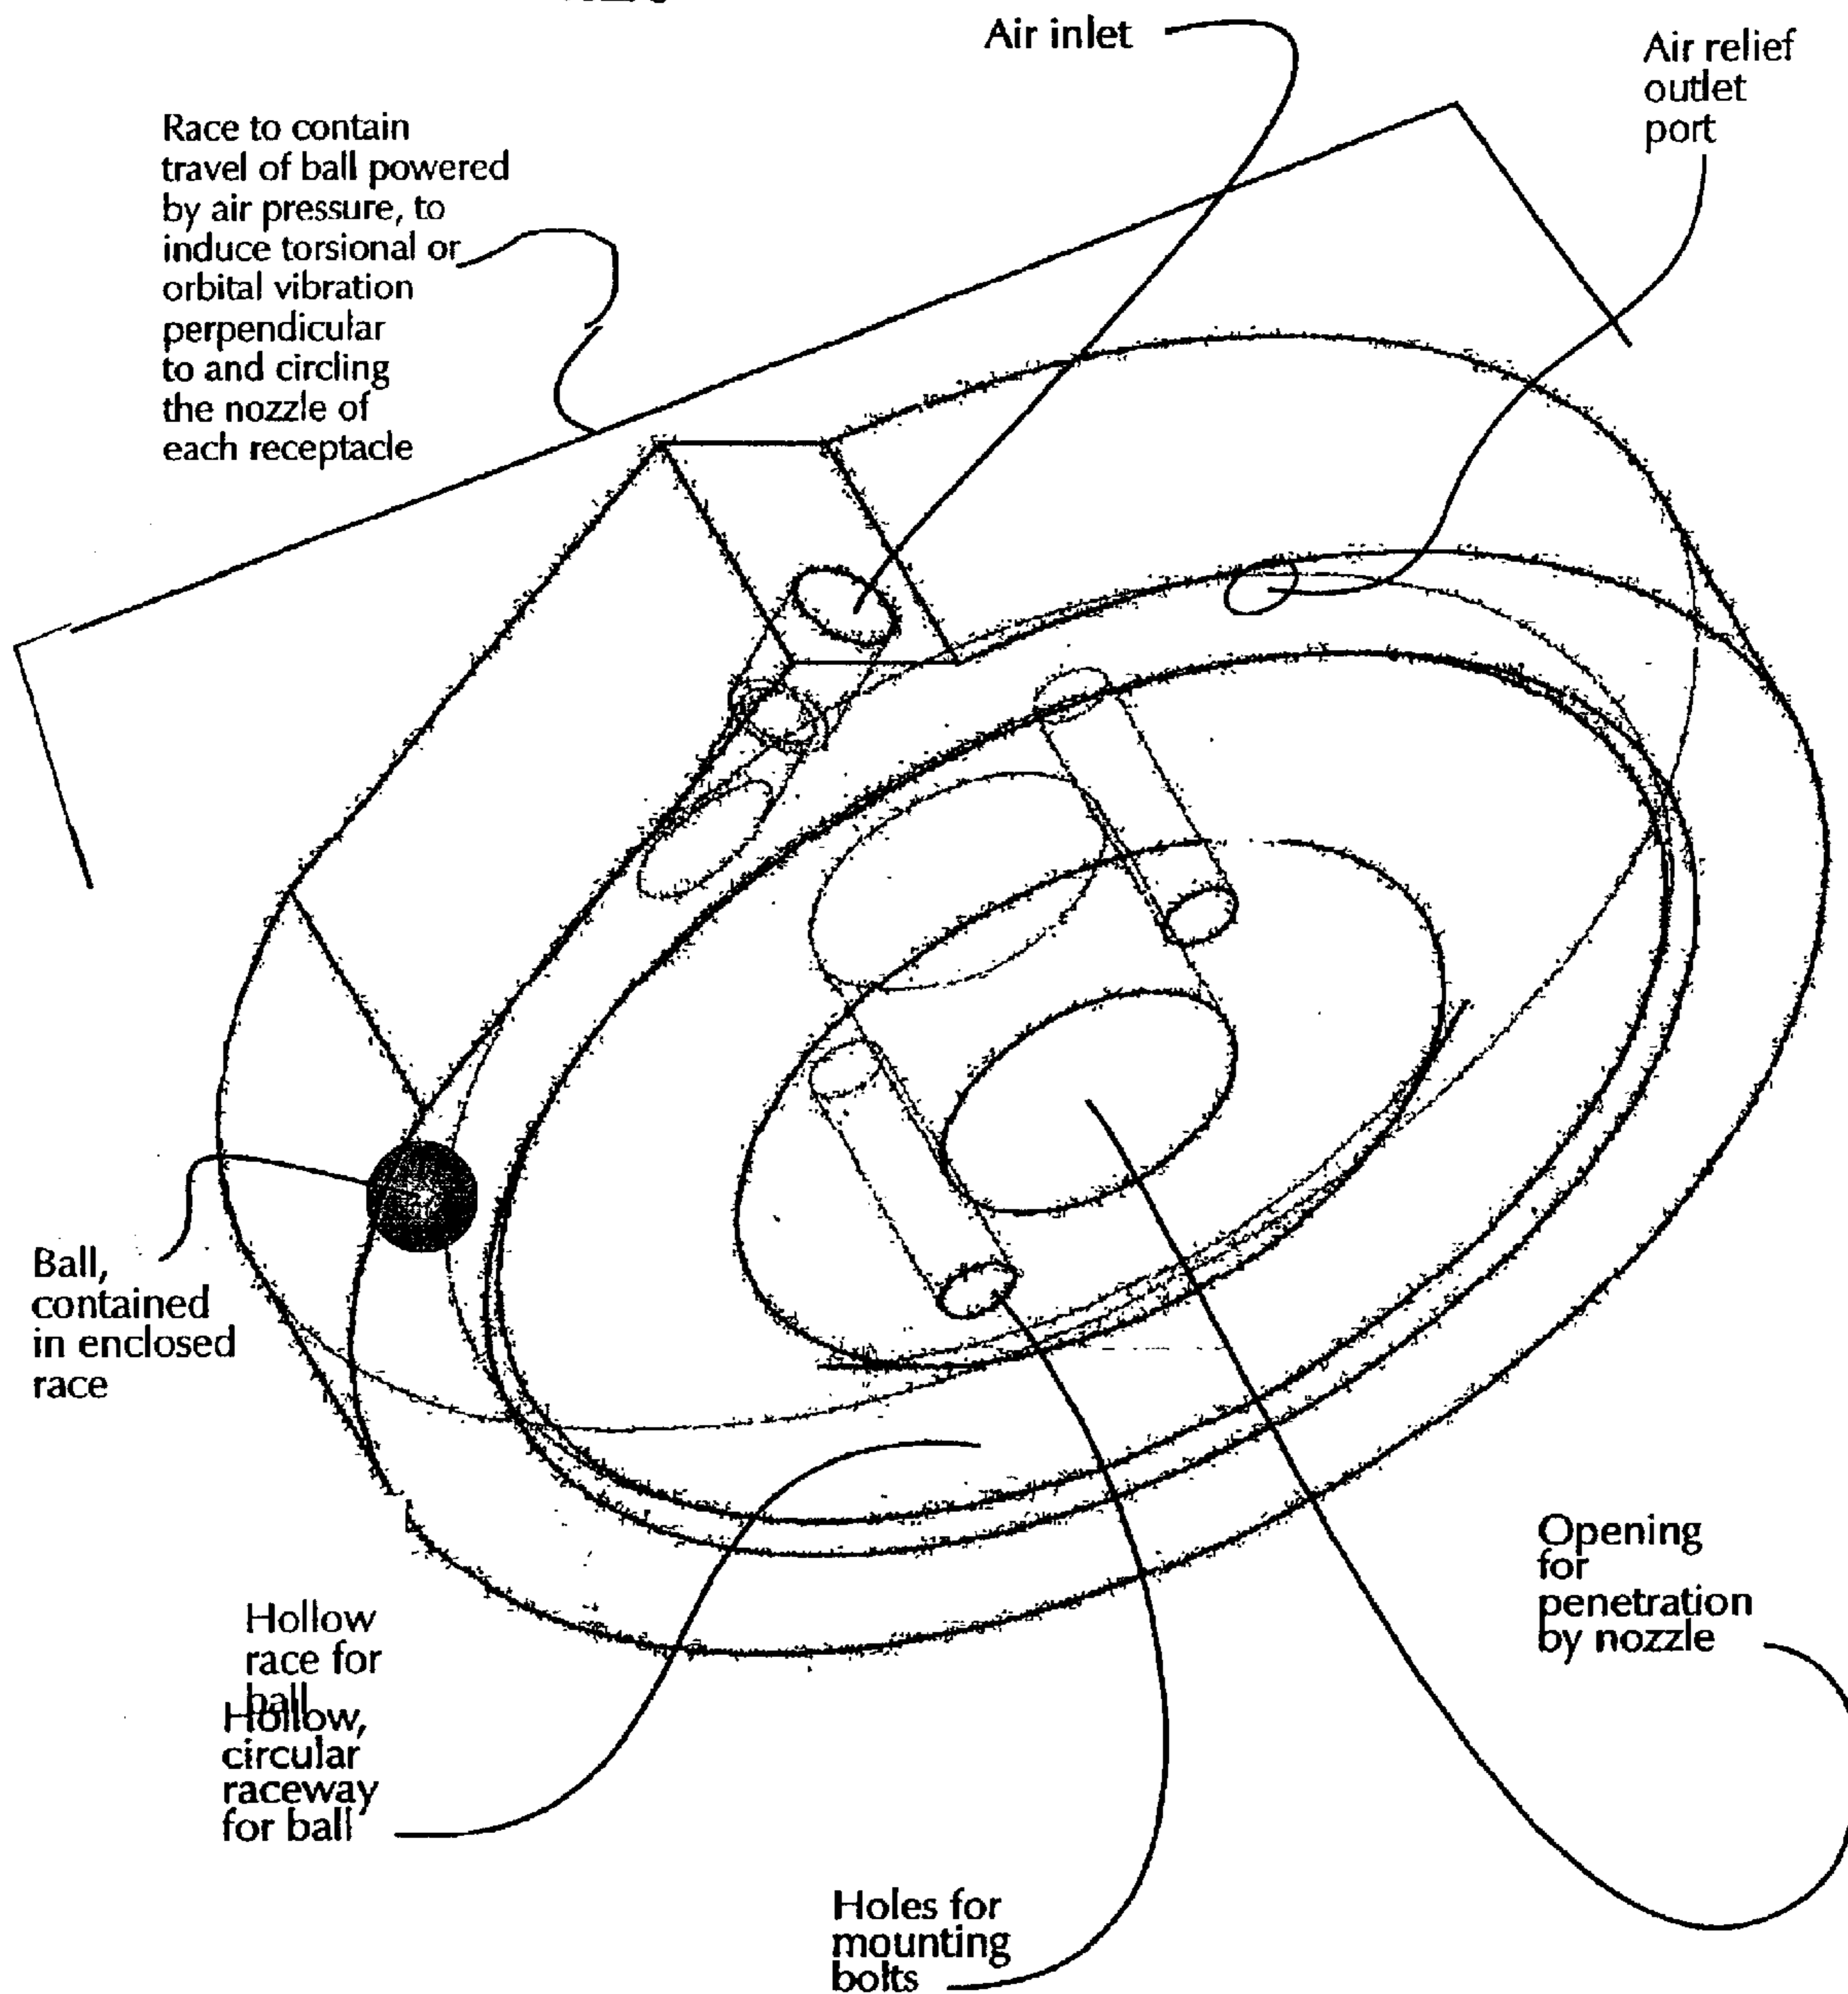 Air inlet
Air relief
outlet
port
Race to contain
travel of ball powered
by air pressure, to
induce torsional or
orbital vibration
perpendicular
to and circling
the nozzle of
each receptacle
Ball,
contained
in enclosed
race
Hollow
race for
ball
Hollow,
circular
raceway
for ball
Opening
for
penetration
by nozzle
Holes for
mounting
bolts